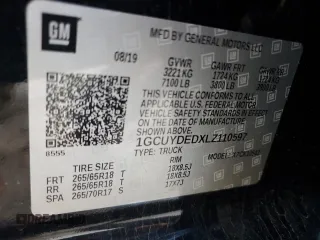 GM
MFD BY GENERAL MOTORS LLC
08/19
GVWR GAWR FRT GAWR RR
3221 KG 1724 KG
7100 LB 3800 LB
THIS VEHICLE CONFORMS TO ALL
APPLICABLE U.S. FEDERAL MOTOR
VEHICLE SAFETY STANDARDS IN
EFFECT ON THE DATE OF
MANUFACTURE SHOWN ABOVE.
1GCUYDEDXLZ110597
TYPE: TRUCK
0555
TIRE SIZE RIM
FRT 265/65R18 T 18X8.5J
RR 265/65R18 T 18X8.5J
SPA 265/70R17 S 17X7J